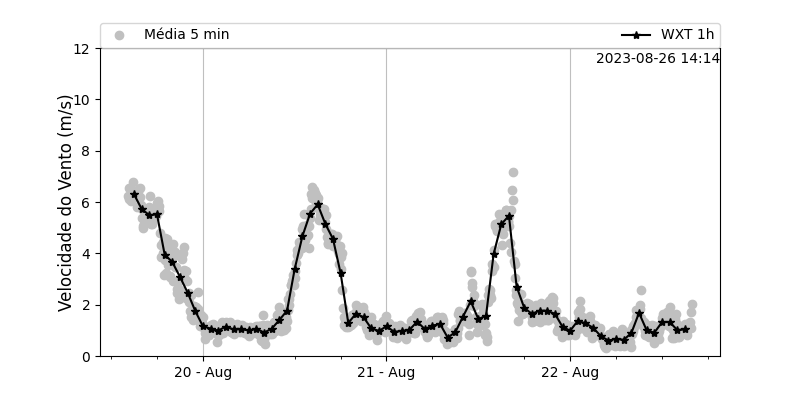 Média 5 min
WXT 1h
2023-08-26 14:14
Velocidade do Vento (m/s)
12
10
8
6
4
2
0
20 - Aug
21 - Aug
22 - Aug